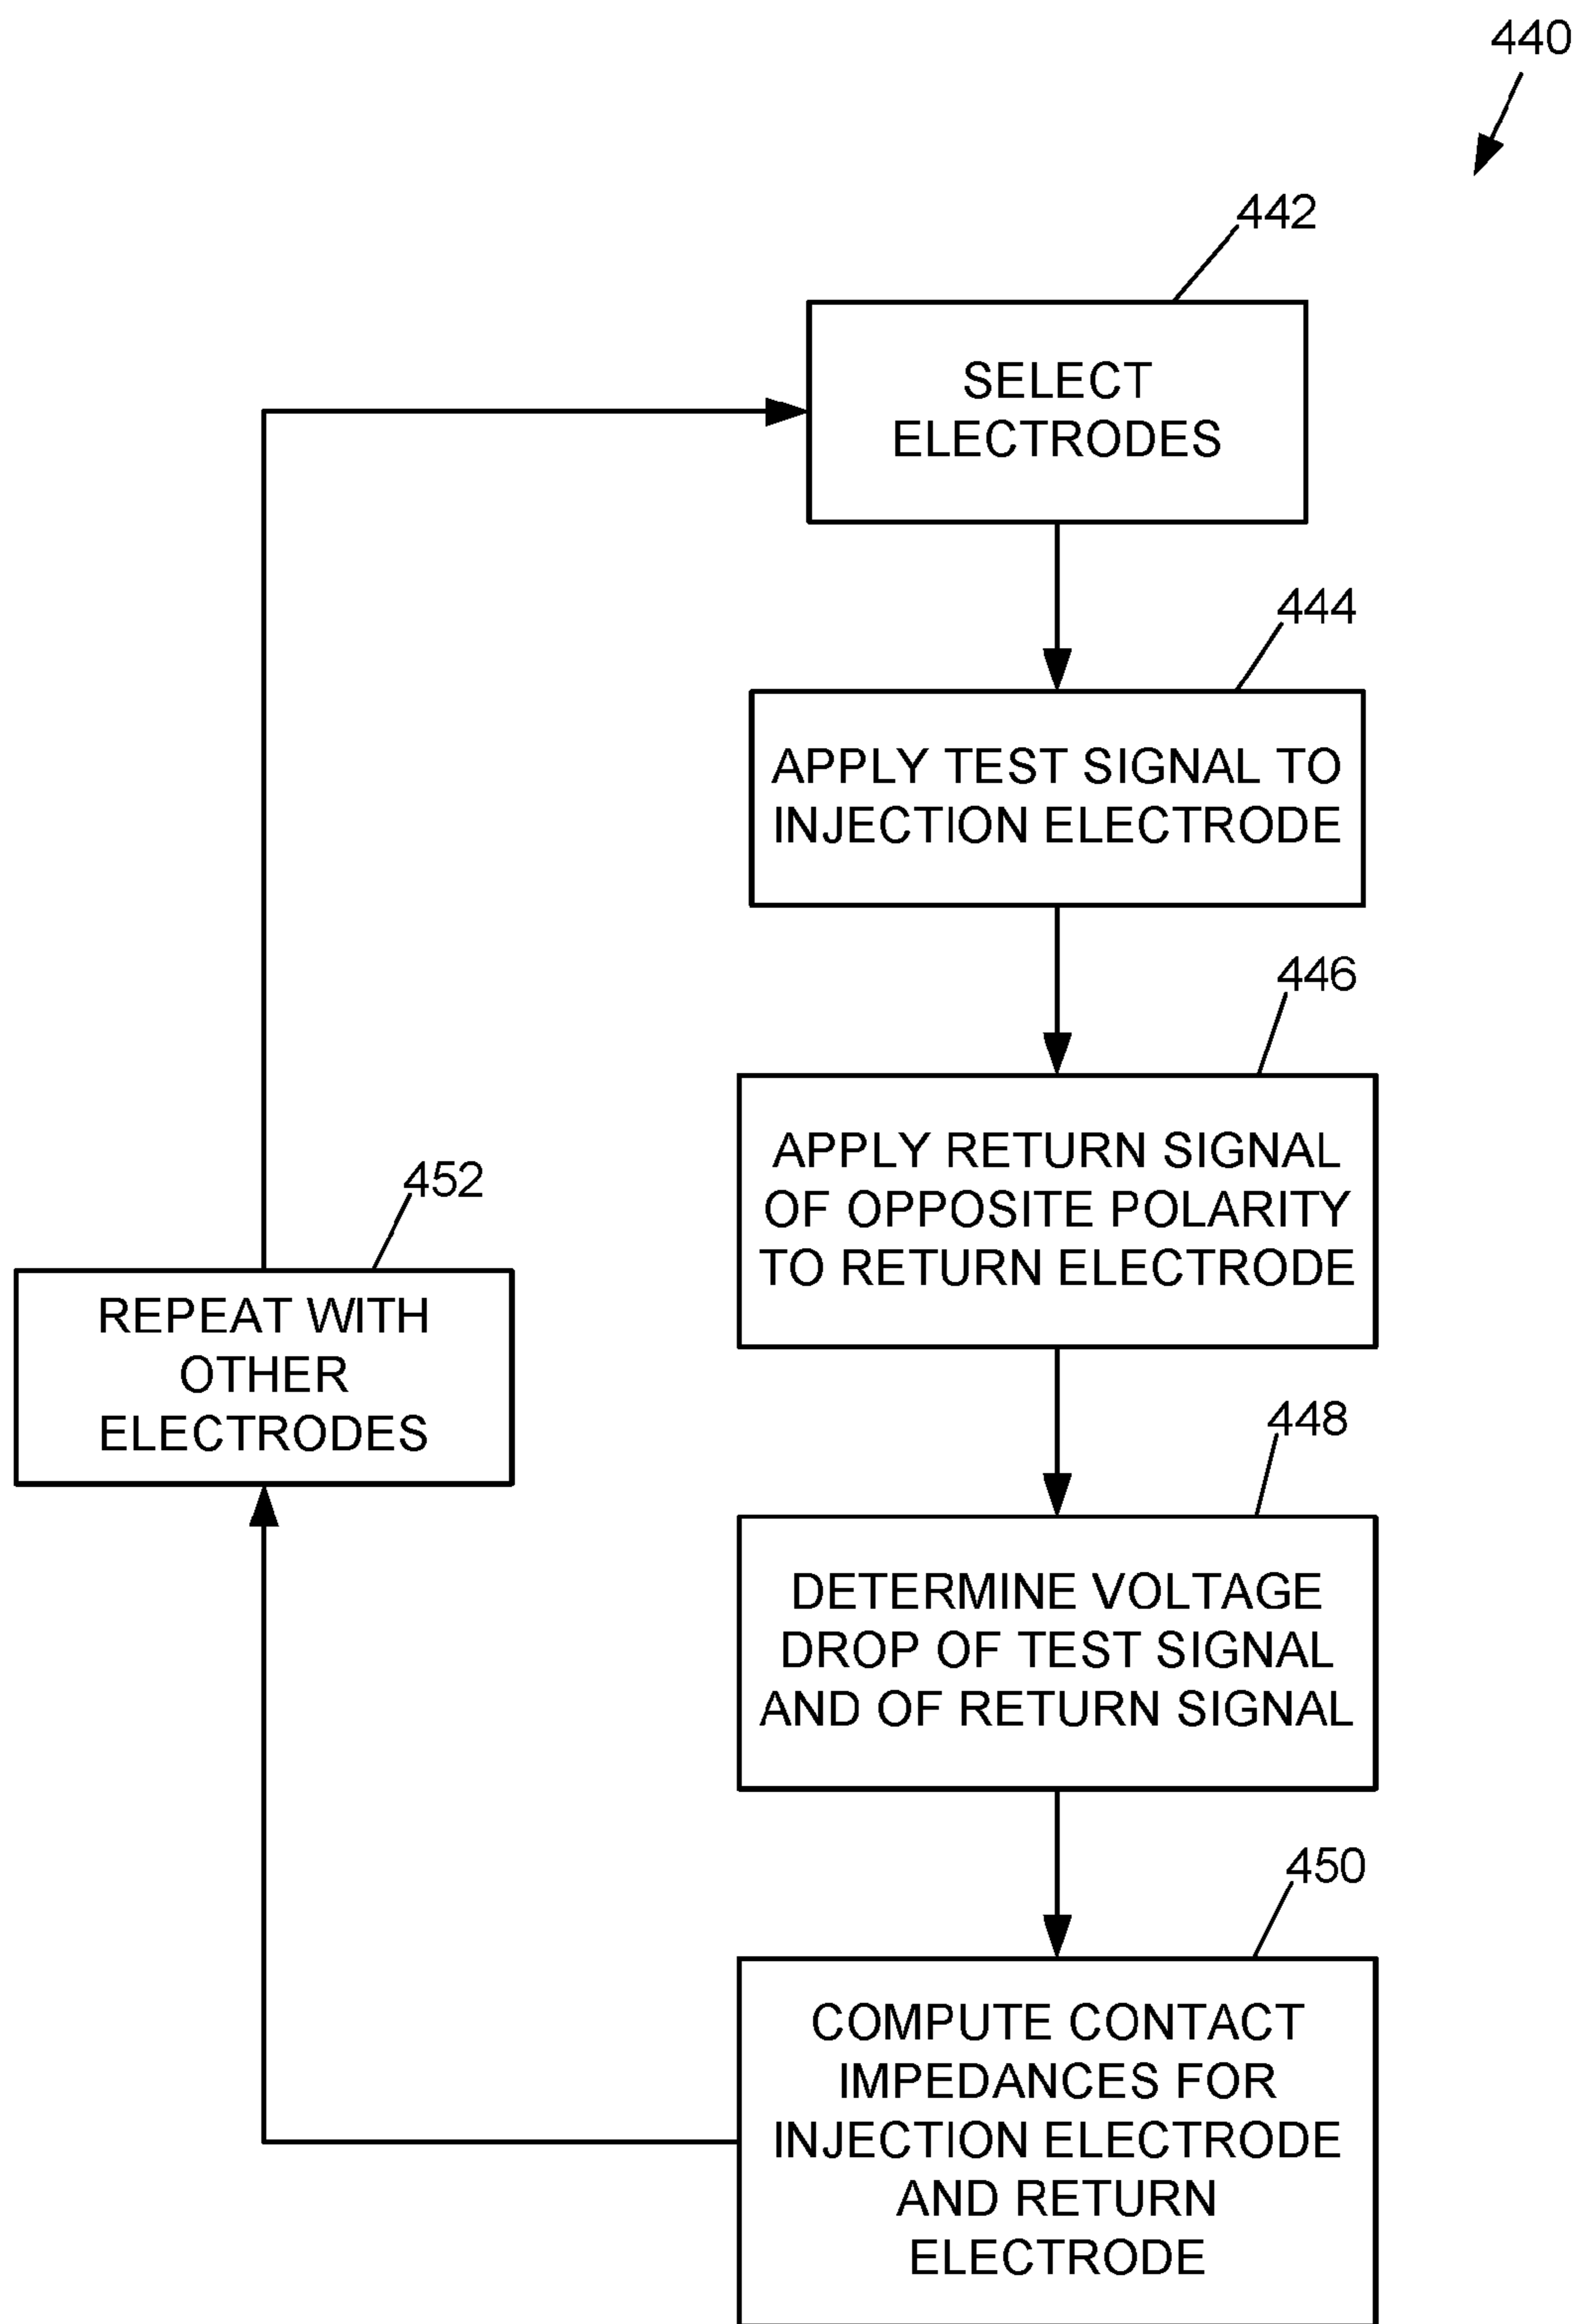 440
442
SELECT
ELECTRODES
444
APPLY TEST SIGNAL TO
INJECTION ELECTRODE
446
APPLY RETURN SIGNAL
OF OPPOSITE POLARITY
TO RETURN ELECTRODE
452
REPEAT WITH
OTHER
ELECTRODES
448
DETERMINE VOLTAGE
DROP OF TEST SIGNAL
AND OF RETURN SIGNAL
450
COMPUTE CONTACT
IMPEDANCES FOR
INJECTION ELECTRODE
AND RETURN
ELECTRODE